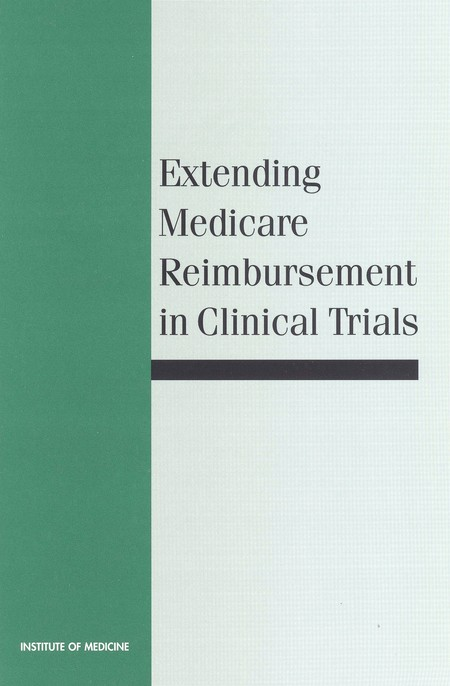 Extending
Medicare
Reimbursement
in Clinical Trials
INSTITUTE OF MEDICINE